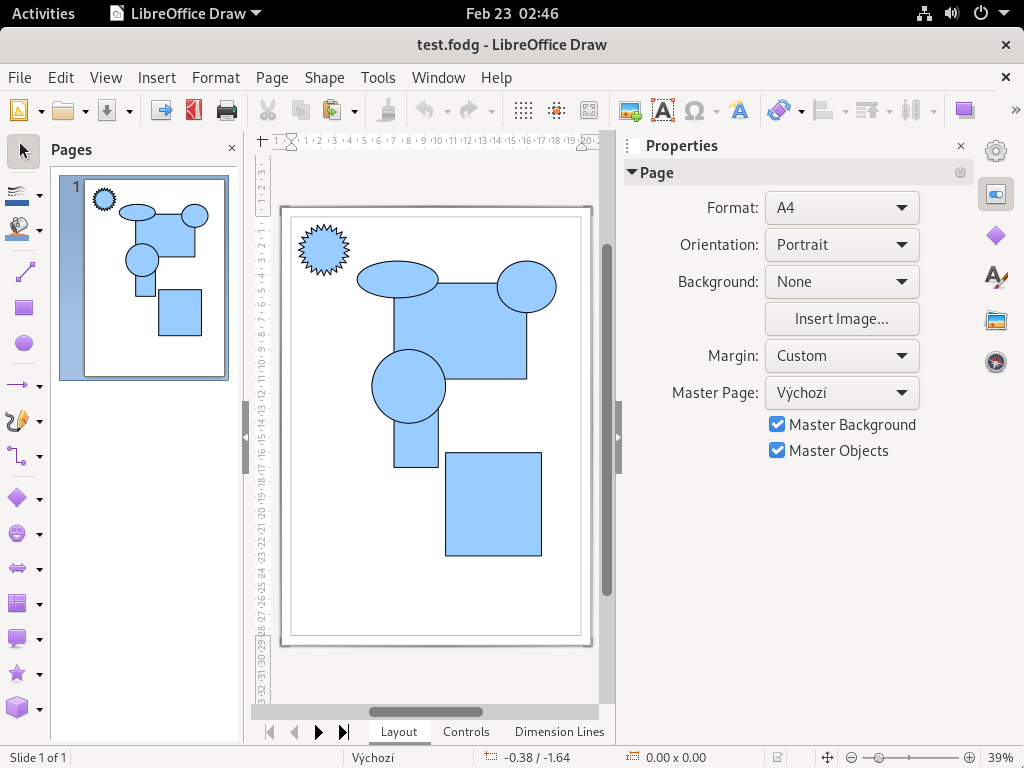 Activities LibreOffice Draw Feb 23 02:46
test.fodg - LibreOffice Draw
File Edit View Insert Format Page Shape Tools Window Help
Pages
1
Properties
Page
Format: A4
Orientation: Portrait
Background: None
Insert Image...
Margin: Custom
Master Page: Výchozí
Master Background
Master Objects
Layout Controls Dimension Lines
Slide 1 of 1 Výchozí -0.38 / -1.64 0.00 x 0.00 39%